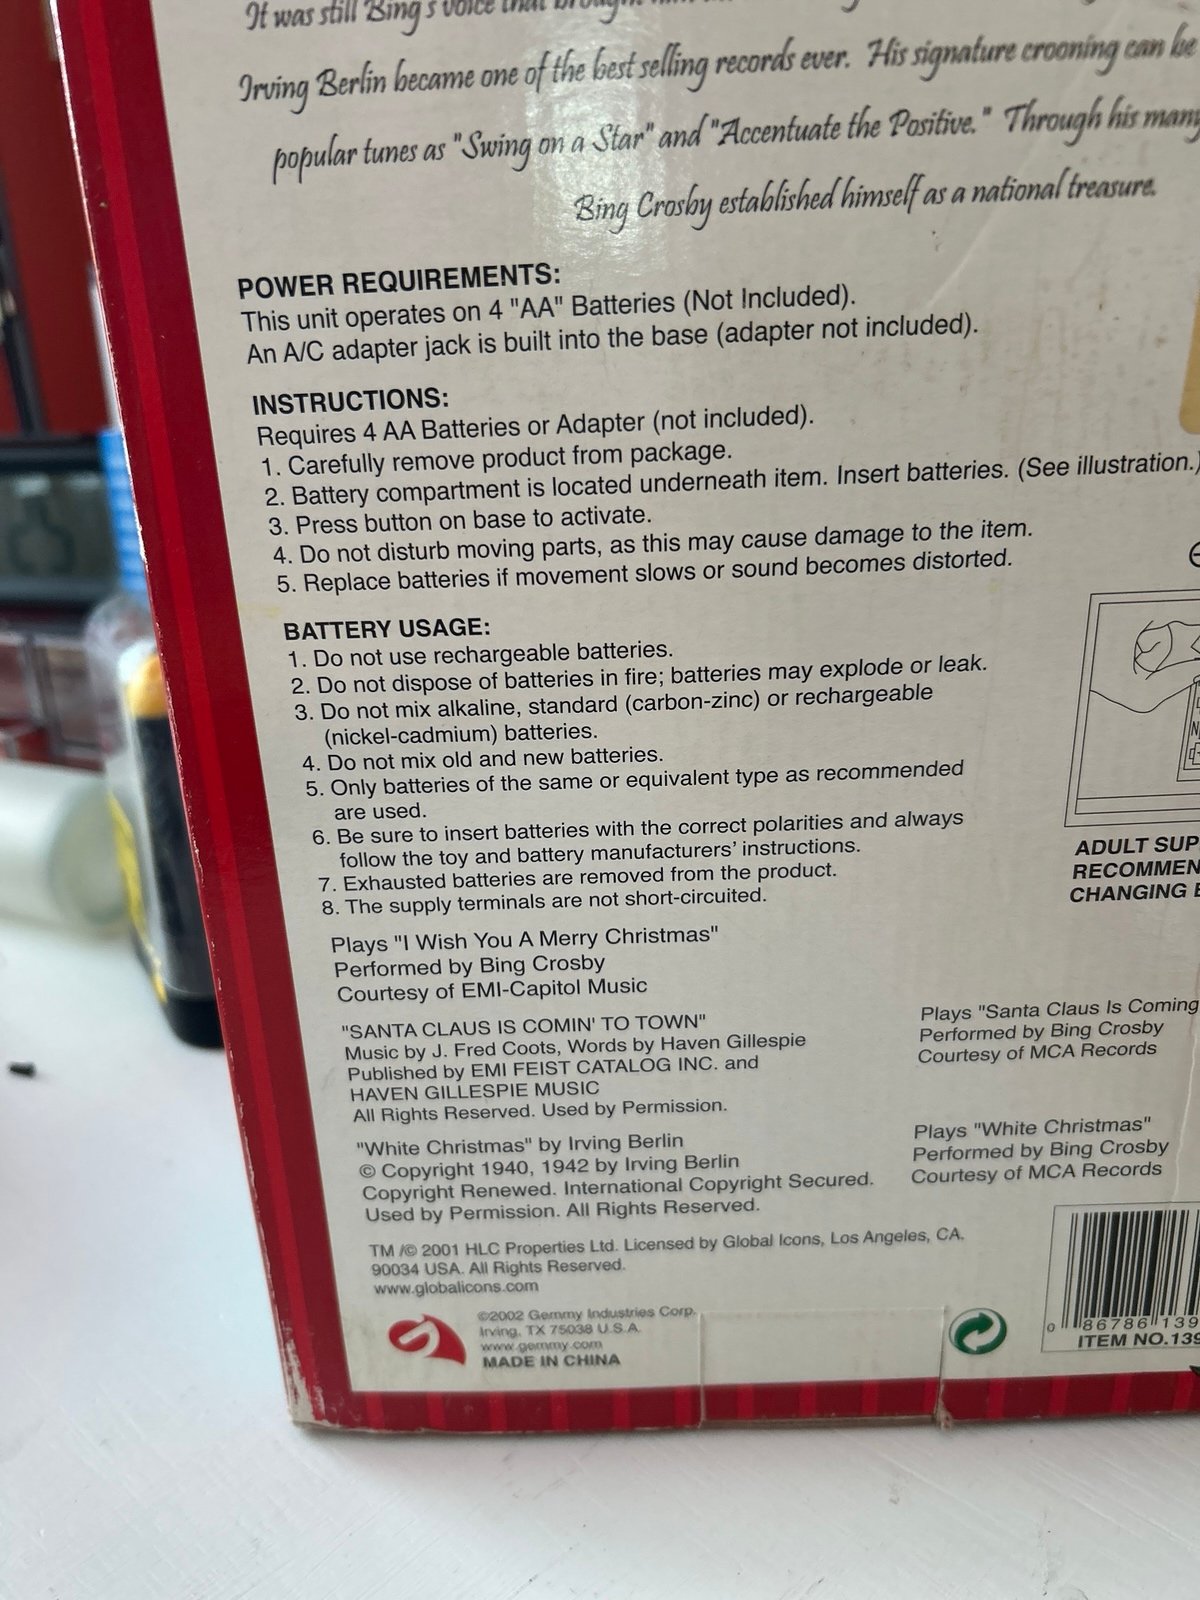 It was still Bing's voice that
Irving Berlin became one of the best selling records ever. His signature crooning can be
popular tunes as "Swing on a Star" and "Accentuate the Positive." Through his many
Bing Crosby established himself as a national treasure.
POWER REQUIREMENTS:
This unit operates on 4 "AA" Batteries (Not Included).
An A/C adapter jack is built into the base (adapter not included).
INSTRUCTIONS:
Requires 4 AA Batteries or Adapter (not included).
1. Carefully remove product from package.
2. Battery compartment is located underneath item. Insert batteries. (See illustration.)
3. Press button on base to activate.
4. Do not disturb moving parts, as this may cause damage to the item.
5. Replace batteries if movement slows or sound becomes distorted.
BATTERY USAGE:
1. Do not use rechargeable batteries.
2. Do not dispose of batteries in fire; batteries may explode or leak.
3. Do not mix alkaline, standard (carbon-zinc) or rechargeable
(nickel-cadmium) batteries.
4. Do not mix old and new batteries.
5. Only batteries of the same or equivalent type as recommended
are used.
6. Be sure to insert batteries with the correct polarities and always
follow the toy and battery manufacturers' instructions.
7. Exhausted batteries are removed from the product.
8. The supply terminals are not short-circuited.
ADULT SUP
RECOMMEN
CHANGING
Plays "I Wish You A Merry Christmas"
Performed by Bing Crosby
Courtesy of EMI-Capitol Music
"SANTA CLAUS IS COMIN' TO TOWN"
Music by J. Fred Coots, Words by Haven Gillespie
Published by EMI FEIST CATALOG INC. and
HAVEN GILLESPIE MUSIC
All Rights Reserved. Used by Permission.
Plays "Santa Claus Is Coming
Performed by Bing Crosby
Courtesy of MCA Records
"White Christmas" by Irving Berlin
© Copyright 1940, 1942 by Irving Berlin
Copyright Renewed. International Copyright Secured.
Used by Permission. All Rights Reserved.
Plays "White Christmas"
Performed by Bing Crosby
Courtesy of MCA Records
TM /© 2001 HLC Properties Ltd. Licensed by Global Icons, Los Angeles, CA.
90034 USA. All Rights Reserved.
www.globalicons.com
©2002 Gemmy Industries Corp.
Irving, TX 75038 U.S.A.
www.gemmy.com
MADE IN CHINA
0 86786 139
ITEM NO.139